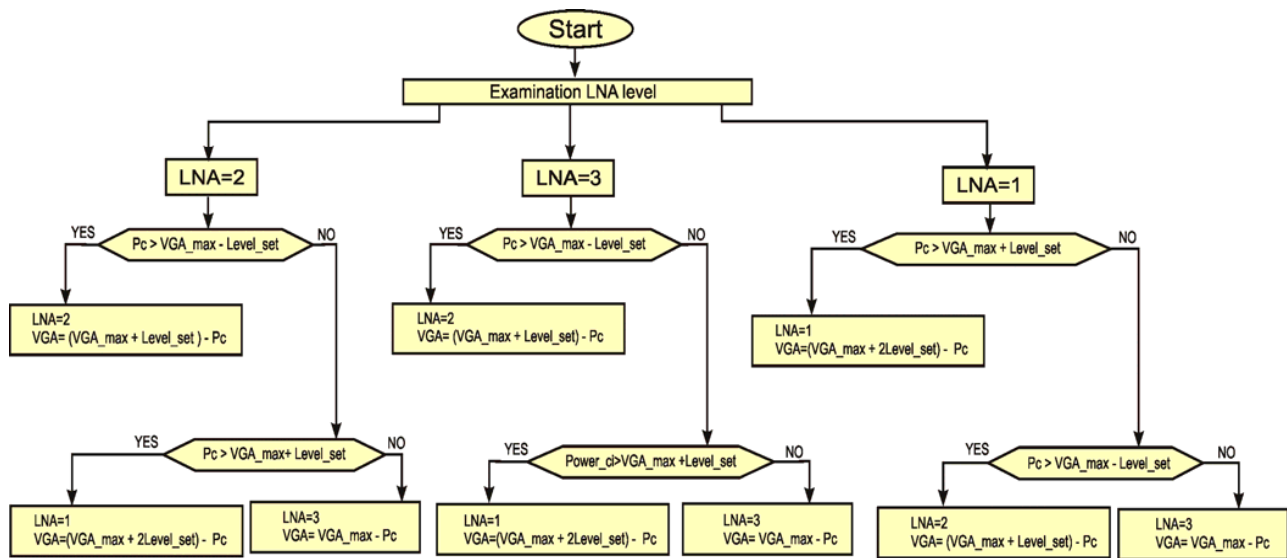 Start
Examination LNA level
LNA=2
LNA=3
LNA=1
YES
Pc > VGA_max - Level_set
NO
YES
Pc > VGA_max - Level_set
NO
YES
Pc > VGA_max + Level_set
NO
LNA=2
VGA= (VGA_max + Level_set ) - Pc
LNA=2
VGA= (VGA_max + Level_set) - Pc
LNA=1
VGA=(VGA_max + 2Level_set) - Pc
YES
Pc > VGA_max+ Level_set
NO
YES
Power_cl>VGA_max +Level_set
NO
YES
Pc > VGA_max - Level_set
NO
LNA=1
VGA=(VGA_max + 2Level_set) - Pc
LNA=3
VGA= VGA_max - Pc
LNA=1
VGA=(VGA_max + 2Level_set) - Pc
LNA=3
VGA= VGA_max - Pc
LNA=2
VGA= (VGA_max + Level_set) - Pc
LNA=3
VGA= VGA_max - Pc